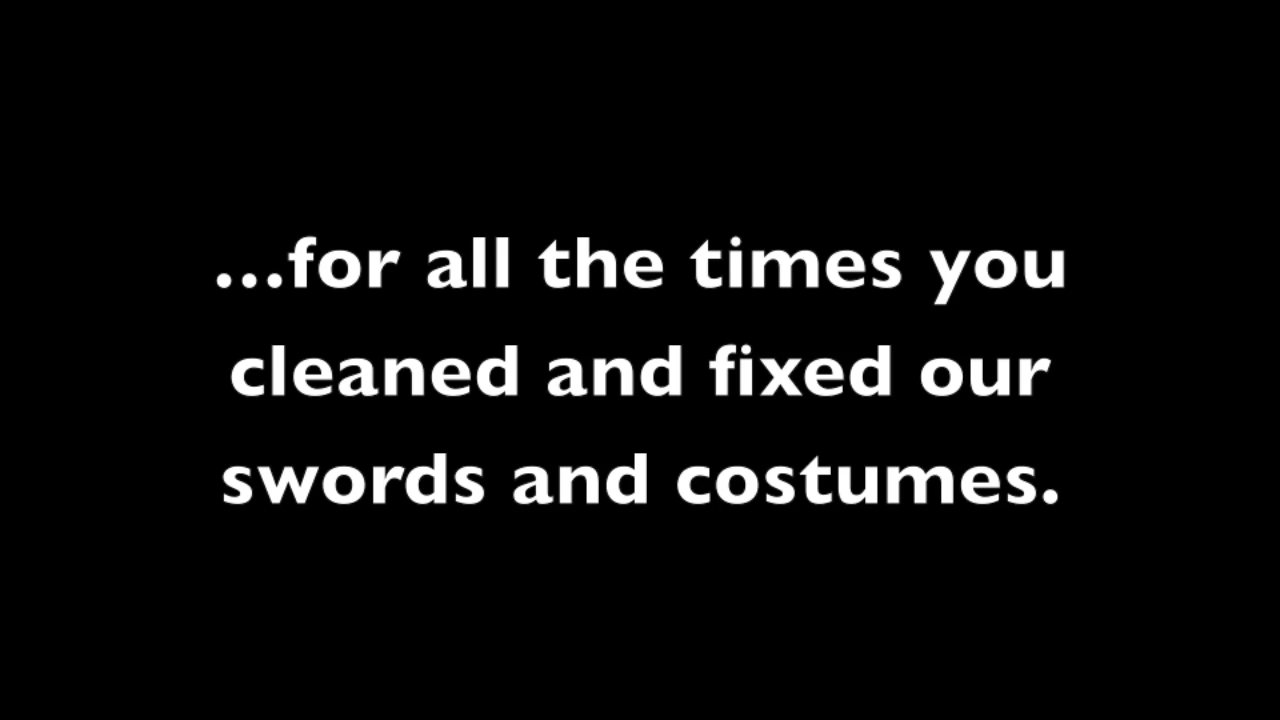 ...for all the times you
cleaned and fixed our
swords and costumes.